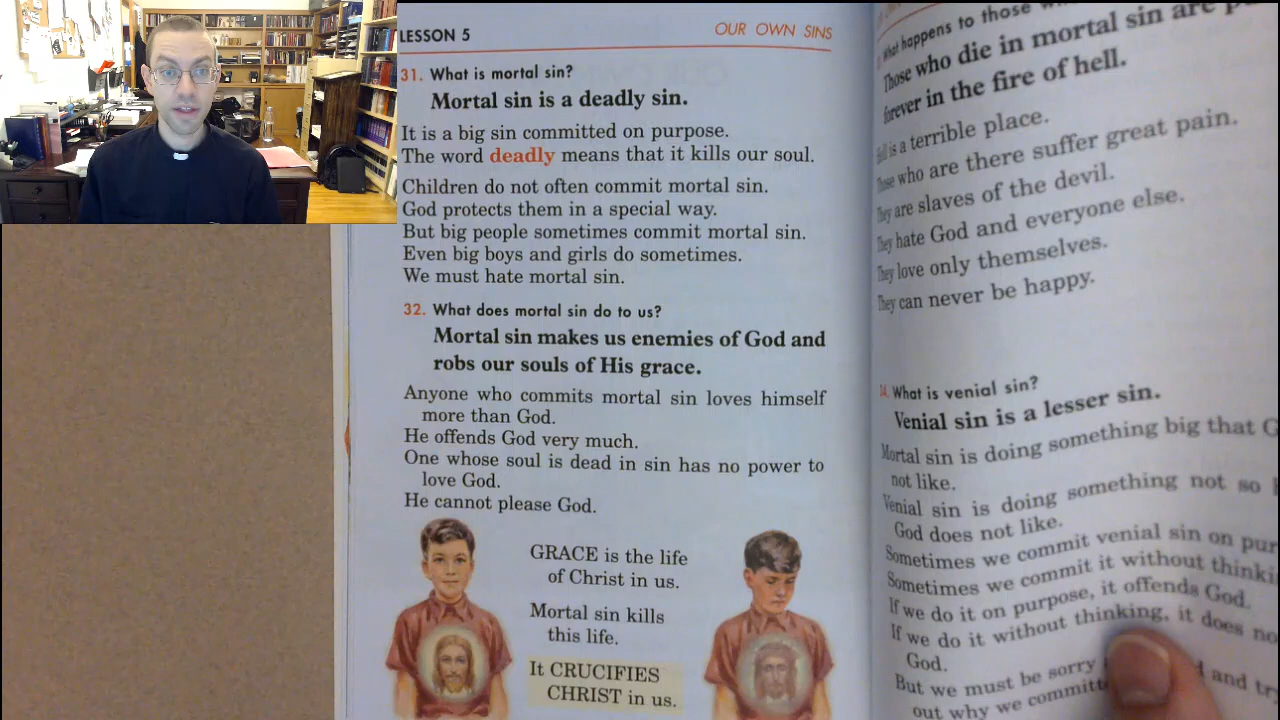 LESSON 5
OUR OWN SINS
31. What is mortal sin?
Mortal sin is a deadly sin.
It is a big sin committed on purpose.
The word deadly means that it kills our soul.
Children do not often commit mortal sin.
God protects them in a special way.
But big people sometimes commit mortal sin.
Even big boys and girls do sometimes.
We must hate mortal sin.
32. What does mortal sin do to us?
Mortal sin makes us enemies of God and
robs our souls of His grace.
Anyone who commits mortal sin loves himself
more than God.
He offends God very much.
One whose soul is dead in sin has no power to
love God.
He cannot please God.
GRACE is the life
of Christ in us.
Mortal sin kills
this life.
It CRUCIFIES
CHRIST in us.
What happens to those
Those who die in mortal sin are
forever in the fire of hell.
Hell is a terrible place.
Those who are there suffer great pain.
They are slaves of the devil.
They hate God and everyone else.
They love only themselves.
They can never be happy.
What is venial sin?
Venial sin is a lesser sin.
Mortal sin is doing something big that
not like.
Venial sin is doing something not so
God does not like.
Sometimes we commit venial sin on
Sometimes we commit it without
If we do it on purpose, it offends God.
If we do it without thinking, it does
God.
But we must be sorry and
out why we